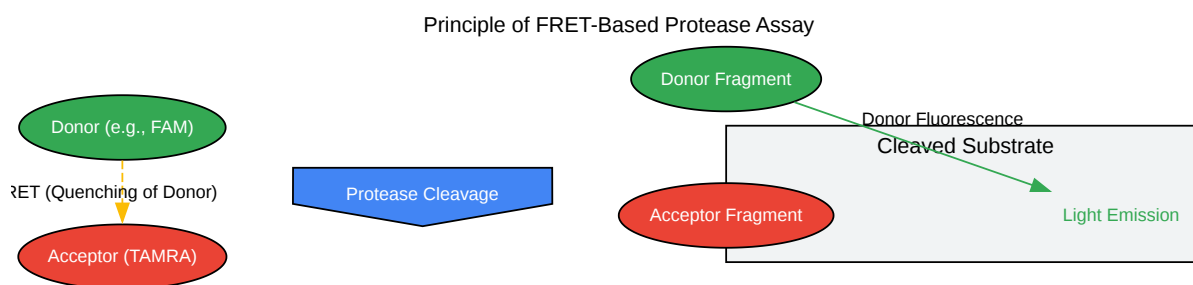 Principle of FRET-Based Protease Assay
Donor (e.g., FAM)
RET (Quenching of Donor)
Acceptor (TAMRA)
Protease Cleavage
Donor Fragment
Donor Fluorescence
Cleaved Substrate
Acceptor Fragment
Light Emission